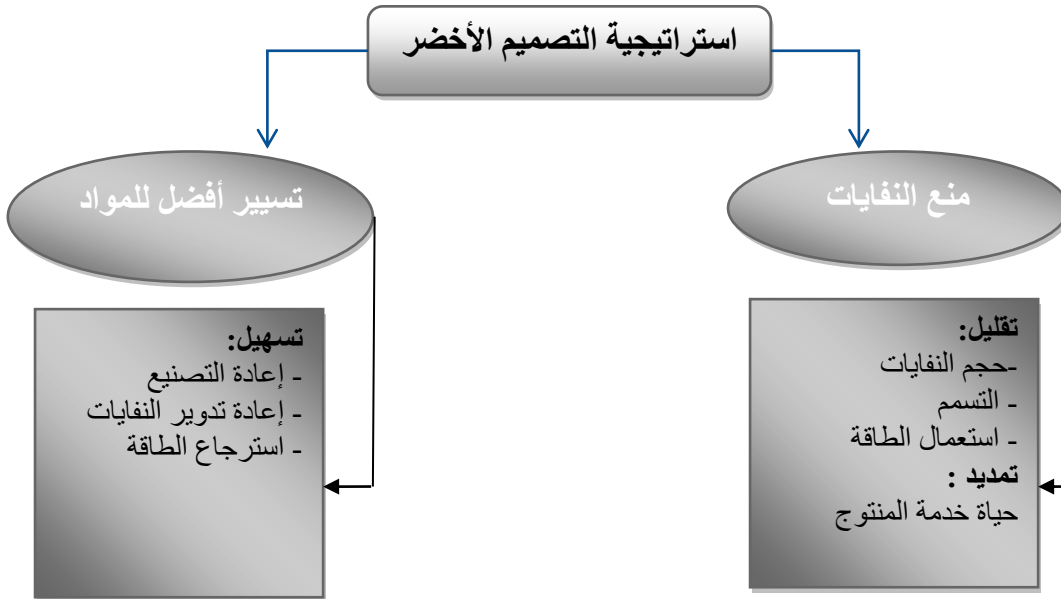 استراتيجية التصميم الأخضر
منع النفايات
تسيير أفضل للمواد
تقليل:
-حجم النفايات
- التسمم
- استعمال الطاقة
تمديد :
حياة خدمة المنتوج
تسهيل:
- إعادة التصنيع
- إعادة تدوير النفايات
- استرجاع الطاقة